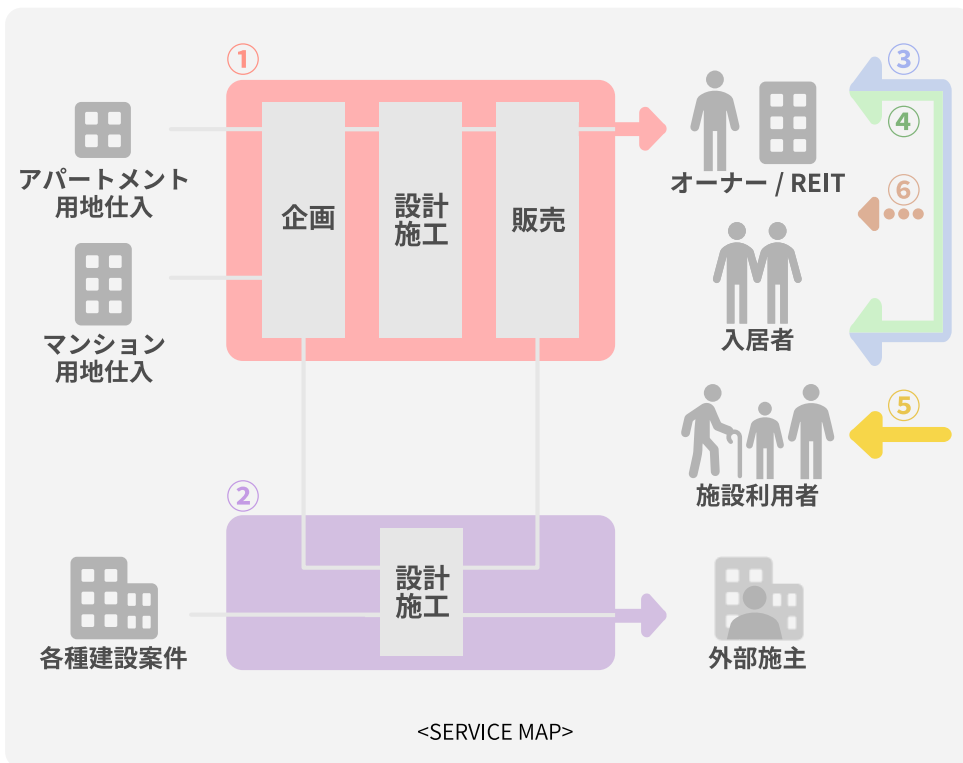 ①
③
④
アパートメント
用地仕入
オーナー / REIT
企画
設計
施工
販売
⑥
マンション
用地仕入
入居者
⑤
施設利用者
②
設計
施工
各種建設案件
外部施主
<SERVICE MAP>